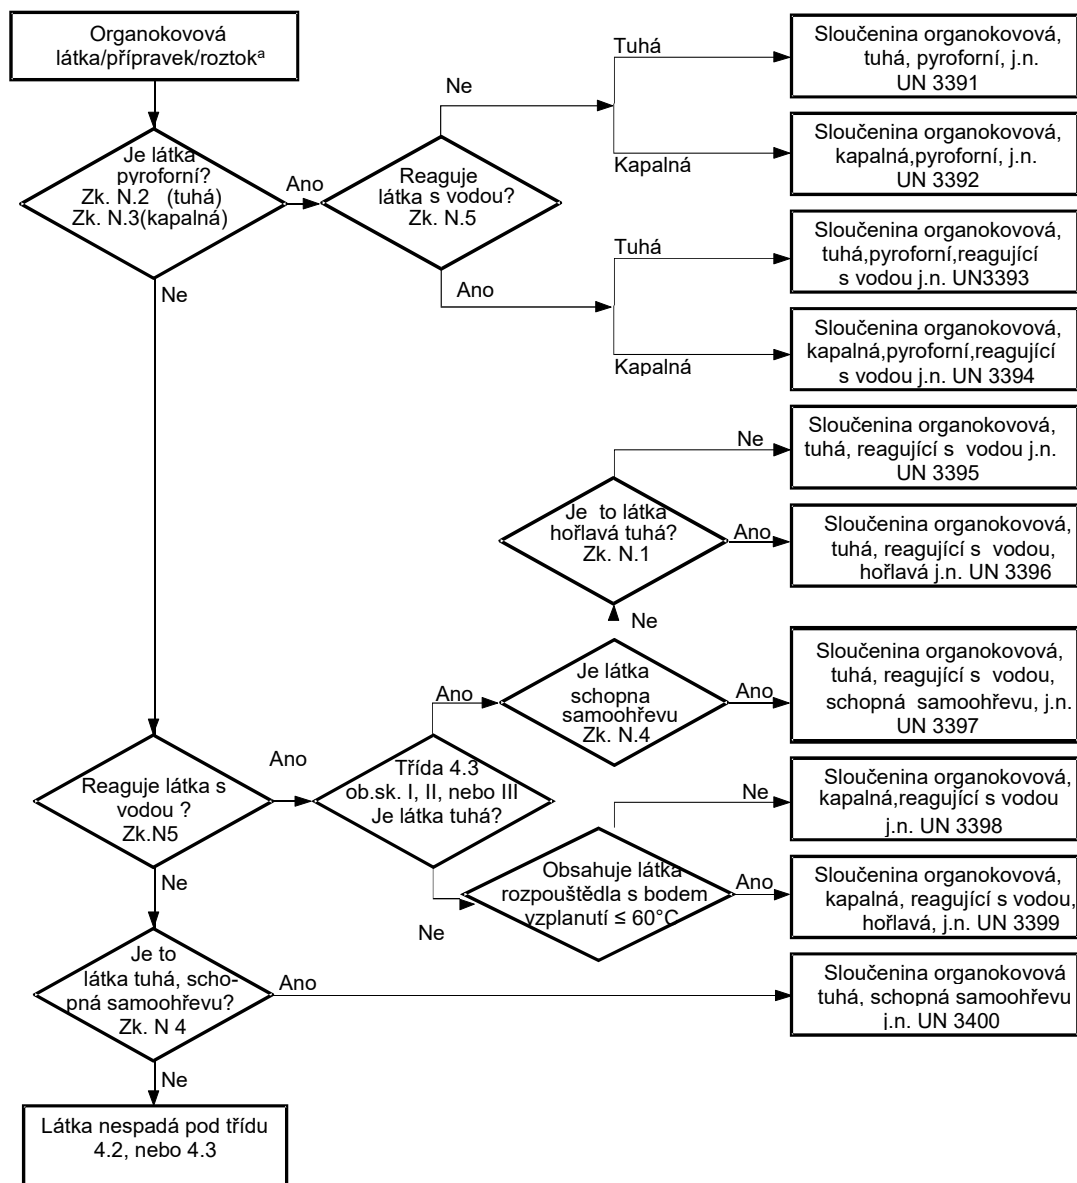 Organokovová
látka/přípravek/roztokᵃ
Je látka
pyroforní?
Zk. N.2 (tuhá)
Zk. N.3(kapalná)
Ano
Ne
Reaguje
látka s vodou?
Zk. N.5
Ne
Ano
Tuhá
Kapalná
Tuhá
Kapalná
Sloučenina organokovová,
tuhá, pyroforní, j.n.
UN 3391
Sloučenina organokovová,
kapalná,pyroforní, j.n.
UN 3392
Sloučenina organokovová,
tuhá,pyroforní,reagující
s vodou j.n. UN3393
Sloučenina organokovová,
kapalná,pyroforní,reagující
s vodou j.n. UN 3394
Ne
Sloučenina organokovová,
tuhá, reagující s vodou j.n.
UN 3395
Je to látka
hořlavá tuhá?
Zk. N.1
Ano
Sloučenina organokovová,
tuhá, reagující s vodou,
hořlavá j.n. UN 3396
Ne
Je látka
schopna
samoohřevu
Zk. N.4
Ano
Ano
Sloučenina organokovová,
tuhá, reagující s vodou,
schopná samoohřevu, j.n.
UN 3397
Reaguje látka s
vodou ?
Zk.N5
Ano
Ne
Třída 4.3
ob.sk. I, II, nebo III
Je látka tuhá?
Ne
Ne
Sloučenina organokovová,
kapalná,reagující s vodou
j.n. UN 3398
Obsahuje látka
rozpouštědla s bodem
vzplanutí ≤ 60°C
Ano
Sloučenina organokovová,
kapalná, reagující s vodou,
hořlavá, j.n. UN 3399
Je to
látka tuhá, scho-
pná samoohřevu?
Zk. N 4
Ano
Ne
Sloučenina organokovová
tuhá, schopná samoohřevu
j.n. UN 3400
Látka nespadá pod třídu
4.2, nebo 4.3